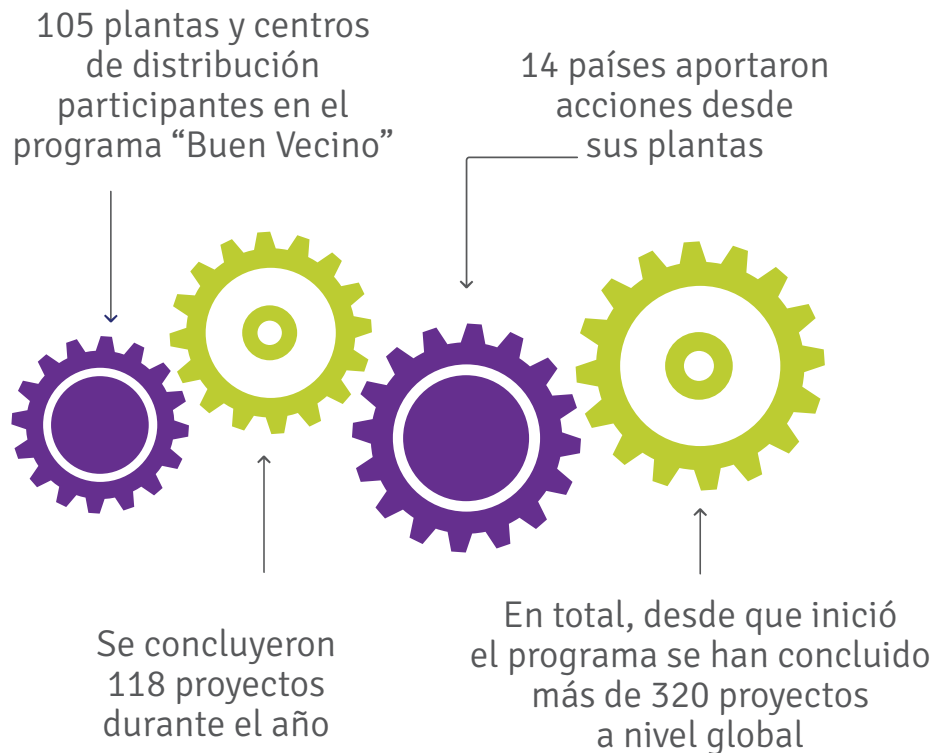 105 plantas y centros
de distribución
participantes en el
programa “Buen Vecino”
14 países aportaron
acciones desde
sus plantas
Se concluyeron
118 proyectos
durante el año
En total, desde que inició
el programa se han concluido
más de 320 proyectos
a nivel global